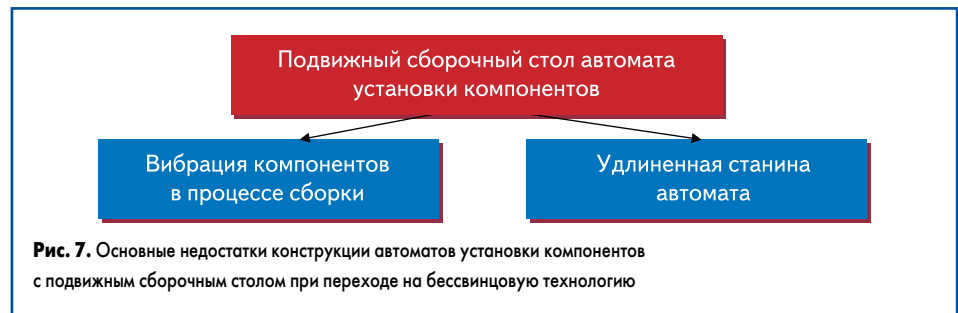 Подвижный сборочный стол автомата
установки компонентов
Вибрация компонентов
в процессе сборки
Удлиненная станина
автомата
Рис. 7. Основные недостатки конструкции автоматов установки компонентов
с подвижным сборочным столом при переходе на бессвинцовую технологию